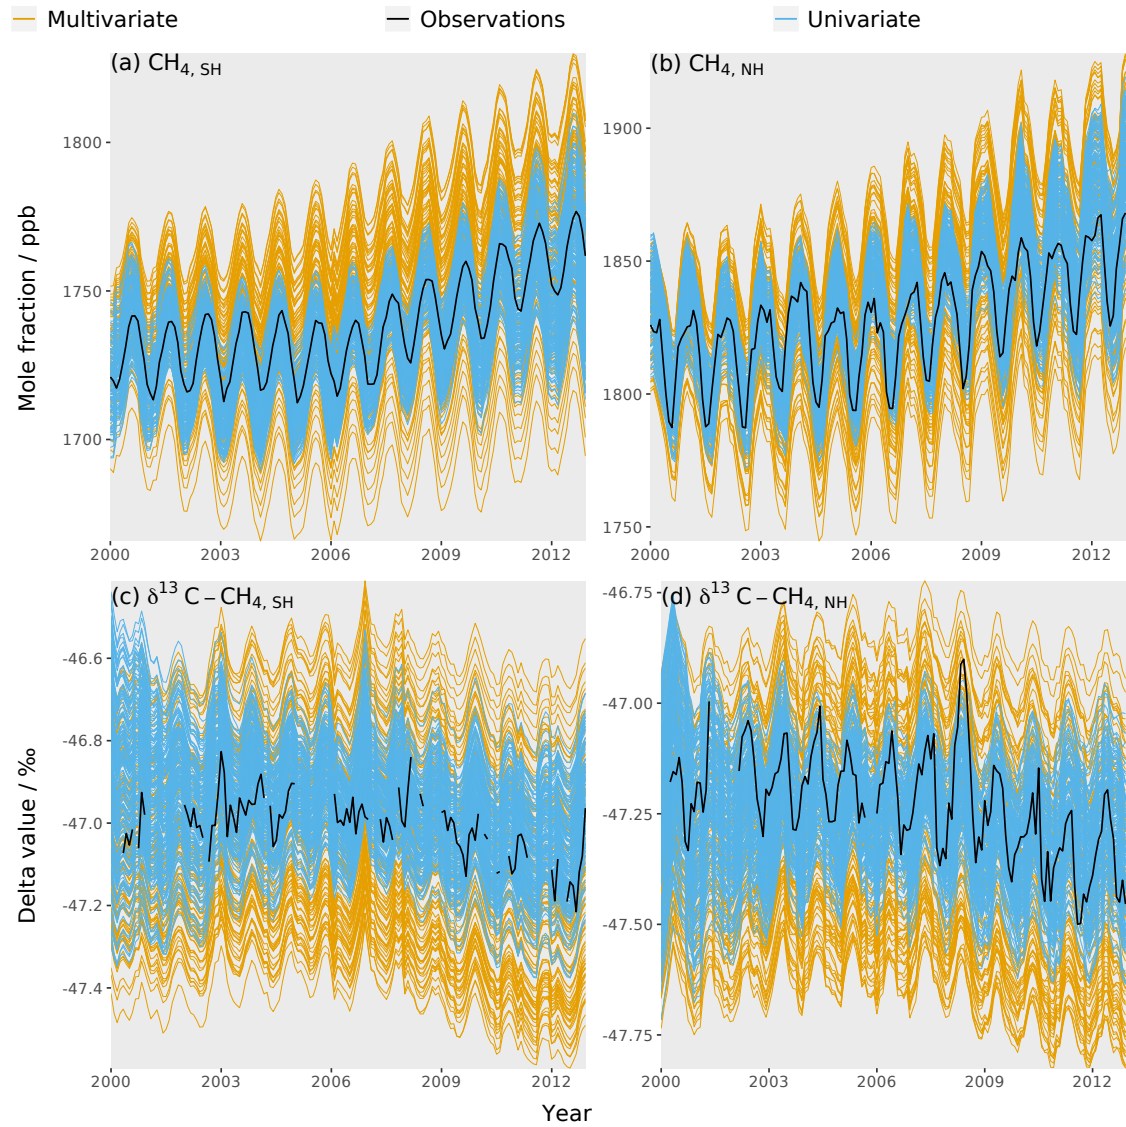 Multivariate Observations Univariate
(a) CH4, SH
(b) CH4, NH
1800
1750
1700
1900
1850
1800
1750
Mole fraction / ppb
2000 2003 2006 2009 2012
2000 2003 2006 2009 2012
(c) δ13 C−CH4, SH
(d) δ13 C−CH4, NH
-46.6
-46.8
-47.0
-47.2
-47.4
-46.75
-47.00
-47.25
-47.50
-47.75
Delta value / ‰
2000 2003 2006 2009 2012
2000 2003 2006 2009 2012
Year